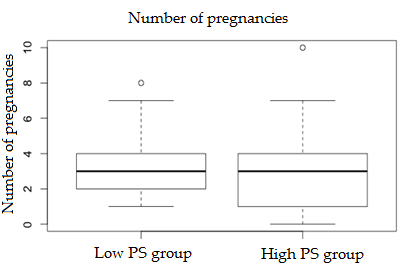 Number of pregnancies
Number of pregnancies
10
8
6
4
2
0
Low PS group
High PS group